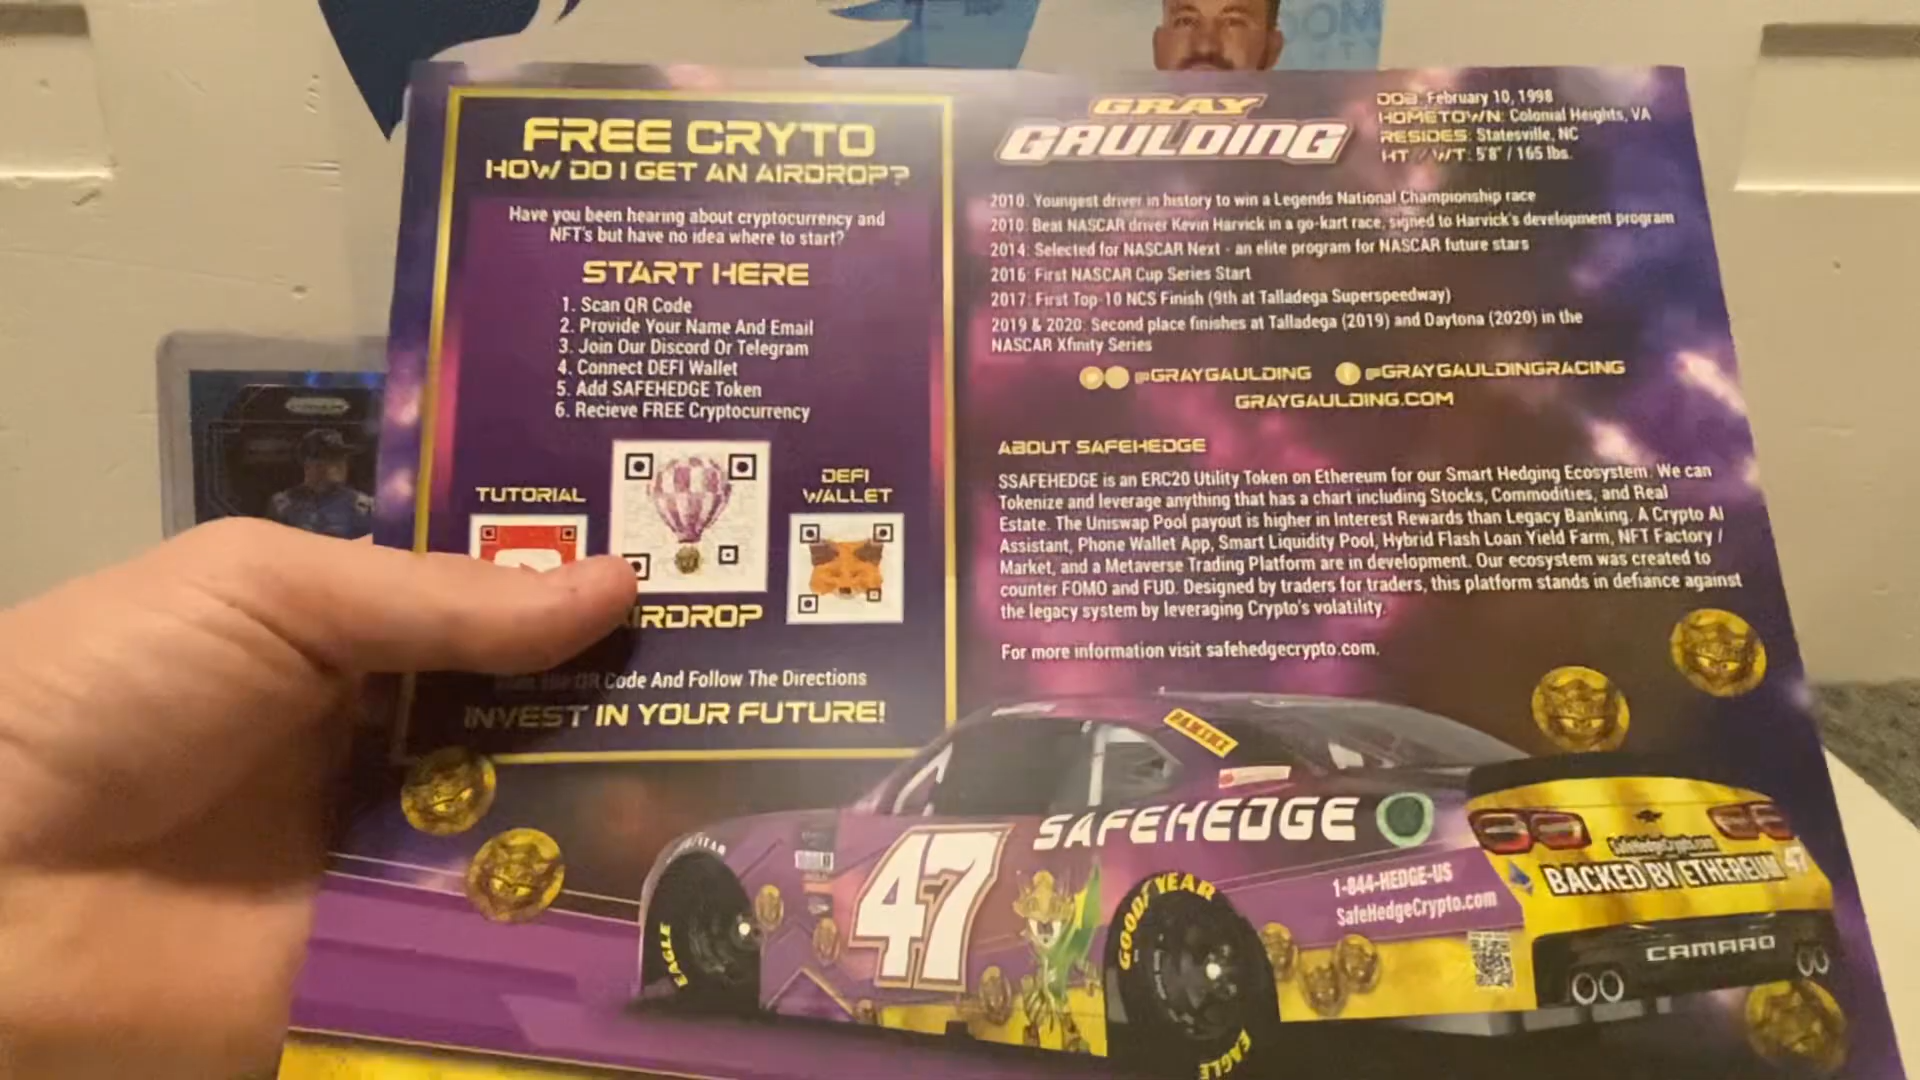 FREE CRYTO
HOW DO I GET AN AIRDROP?
Have you been hearing about cryptocurrency and
NFT's but have no idea where to start?
START HERE
1. Scan QR Code
2. Provide Your Name And Email
3. Join Our Discord Or Telegram
4. Connect DEFI Wallet
5. Add SAFEHEDGE Token
6. Recieve FREE Cryptocurrency
TUTORIAL
DEFI
WALLET
IRDROP
QR Code And Follow The Directions
INVEST IN YOUR FUTURE!
GRAY
GAULDING
DOB: February 10, 1998
HOMETOWN: Colonial Heights, VA
RESIDES: Statesville, NC
HT / WT: 5'8" / 165 lbs.
2010: Youngest driver in history to win a Legends National Championship race
2010: Beat NASCAR driver Kevin Harvick in a go-kart race, signed to Harvick's development program
2014: Selected for NASCAR Next - an elite program for NASCAR future stars
2016: First NASCAR Cup Series Start
2017: First Top-10 NCS Finish (9th at Talladega Superspeedway)
2019 & 2020: Second place finishes at Talladega (2019) and Daytona (2020) in the
NASCAR Xfinity Series
@GRAYGAULDING @GRAYGAULDINGRACING
GRAYGAULDING.COM
ABOUT SAFEHEDGE
SSAFEHEDGE is an ERC20 Utility Token on Ethereum for our Smart Hedging Ecosystem. We can
Tokenize and leverage anything that has a chart including Stocks, Commodities, and Real
Estate. The Uniswap Pool payout is higher in Interest Rewards than Legacy Banking. A Crypto AI
Assistant, Phone Wallet App, Smart Liquidity Pool, Hybrid Flash Loan Yield Farm, NFT Factory /
Market, and a Metaverse Trading Platform are in development. Our ecosystem was created to
counter FOMO and FUD. Designed by traders for traders, this platform stands in defiance against
the legacy system by leveraging Crypto's volatility.
For more information visit safehedgecrypto.com.
PANINI
SAFEHEDGE
47
1-844-HEDGE-US
SafeHedgeCrypto.com
SafeHedgeCrypto.com
BACKED BY ETHEREUM 47
CAMARO
GOODYEAR
EAGLE
GOODYEAR
EAGLE